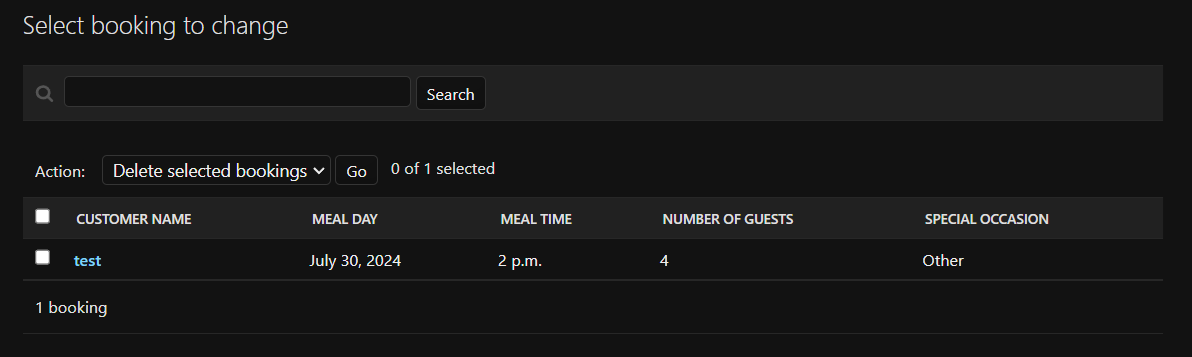 Select booking to change
Search
Action: Delete selected bookings Go 0 of 1 selected
CUSTOMER NAME MEAL DAY MEAL TIME NUMBER OF GUESTS SPECIAL OCCASION
test July 30, 2024 2 p.m. 4 Other
1 booking